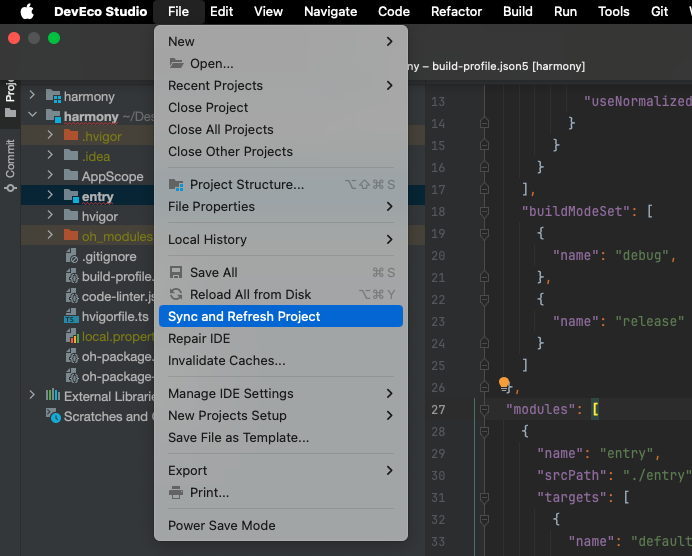 DevEco Studio File Edit View Navigate Code Refactor Build Run Tools Git
ny – build-profile.json5 [harmony]
New
Open...
Recent Projects
Close Project
Close All Projects
Close Other Projects
Project Structure... ⌥⇧⌘S
File Properties
Local History
Save All ⌘S
Reload All from Disk ⌥⌘Y
Sync and Refresh Project
Repair IDE
Invalidate Caches...
Manage IDE Settings
New Projects Setup
Save File as Template...
Export
Print...
Power Save Mode
Proj
Commit
harmony
harmony ~/Des
.hvigor
.idea
AppScope
entry
hvigor
oh_modules
.gitignore
build-profile.
code-linter.js
hvigorfile.ts
local.propert
oh-package
oh-package-
External Librarie
Scratches and C
13 "useNormalized
14 }
15 }
16 }
17 ],
18 "buildModeSet": [
19 {
20 "name": "debug",
21 },
22 {
23 "name": "release"
24 }
25 ]
26 },
27 "modules": [
28 {
29 "name": "entry",
30 "srcPath": "./entry"
31 "targets": [
32 {
33 "name": "default